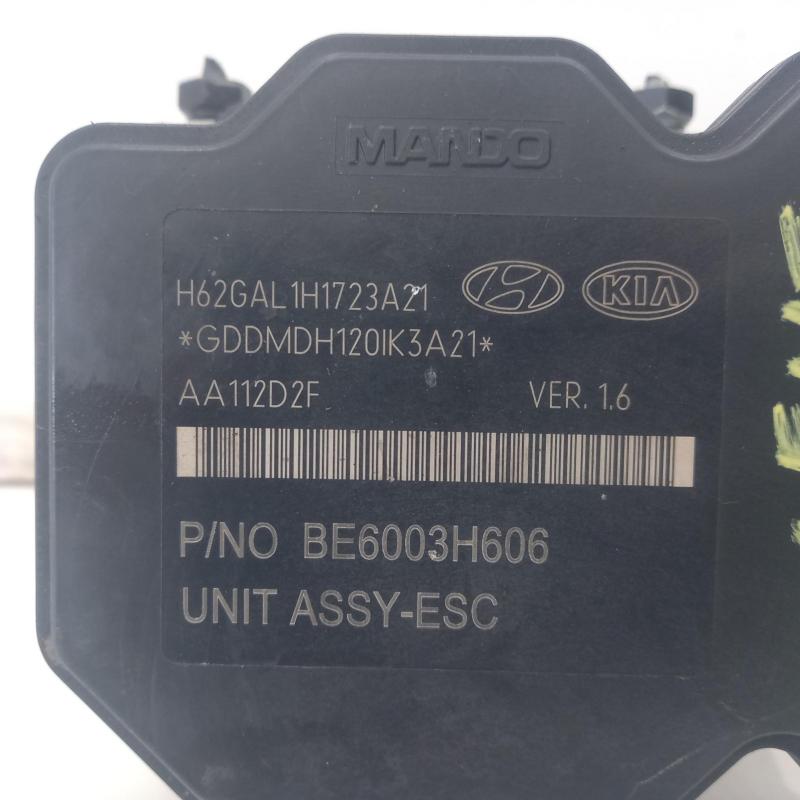 MANDO
H62GAL1H1723A21
KIA
*GDDMDH120IK3A21*
AA112D2F VER. 1.6
P/NO BE6003H606
UNIT ASSY-ESC